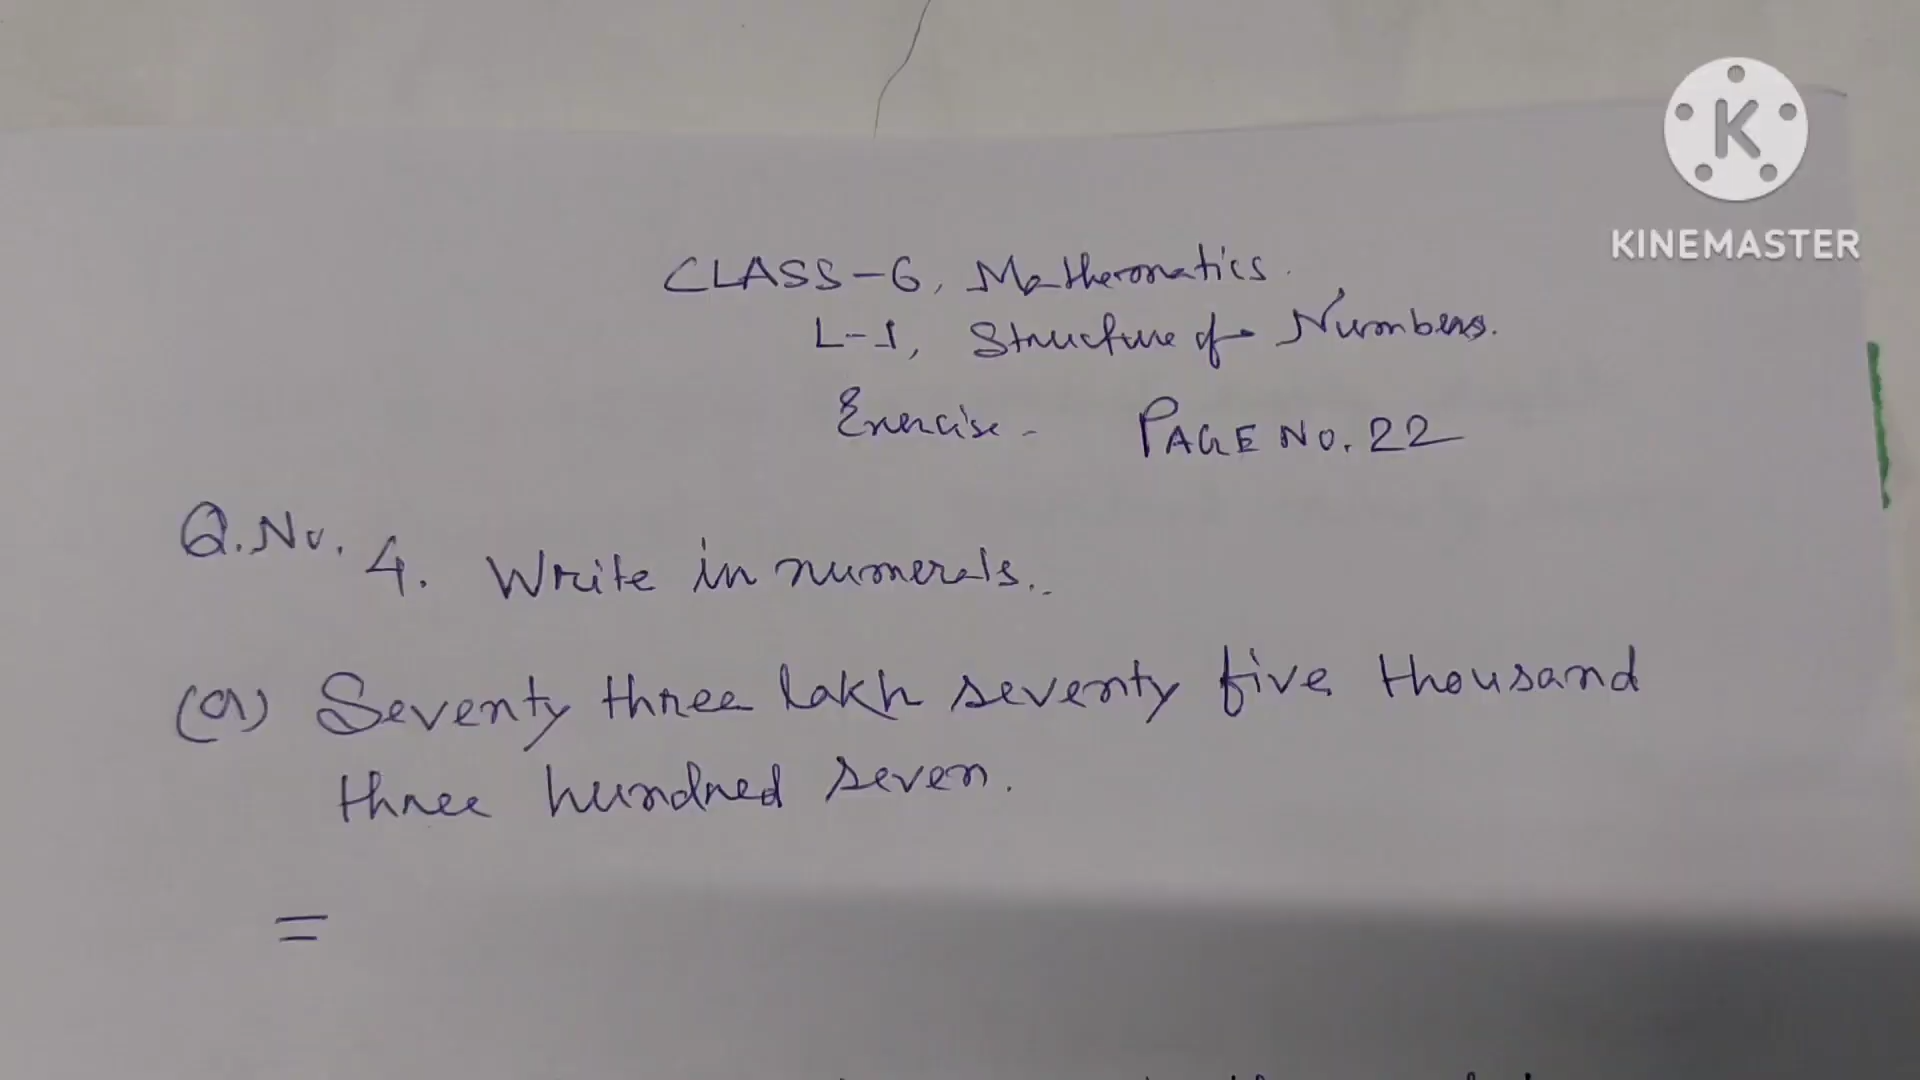 KINEMASTER
CLASS-6, Mathematics.
L-1, Structure of Numbers.
Exercise - PAGE NO. 22
Q.No. 4. Write in numerals..
(a) Seventy three lakh seventy five thousand
three hundred seven.
=